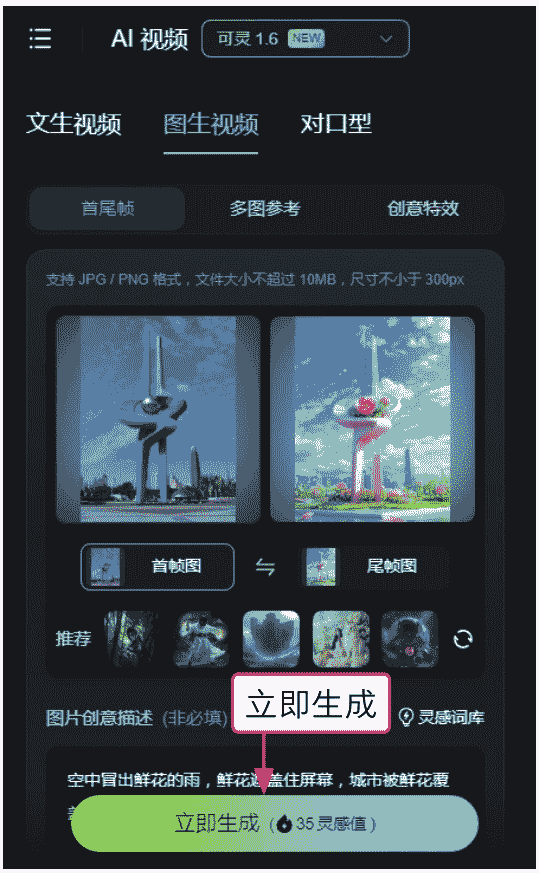 AI 视频 可灵 1.6 NEW
文生视频 图生视频 对口型
首尾帧 多图参考 创意特效
支持 JPG / PNG 格式，文件大小不超过 10MB，尺寸不小于 300px
首帧图 尾帧图
推荐
图片创意描述 (非必填) 立即生成 灵感词库
空中冒出鲜花的雨，鲜花 盖住屏幕，城市被鲜花覆
立即生成 ( 35 灵感值 )